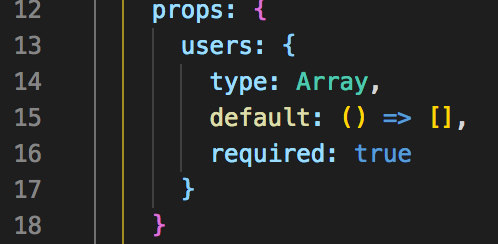 12 props: {
13 users: {
14 type: Array,
15 default: () => [],
16 required: true
17 }
18 }